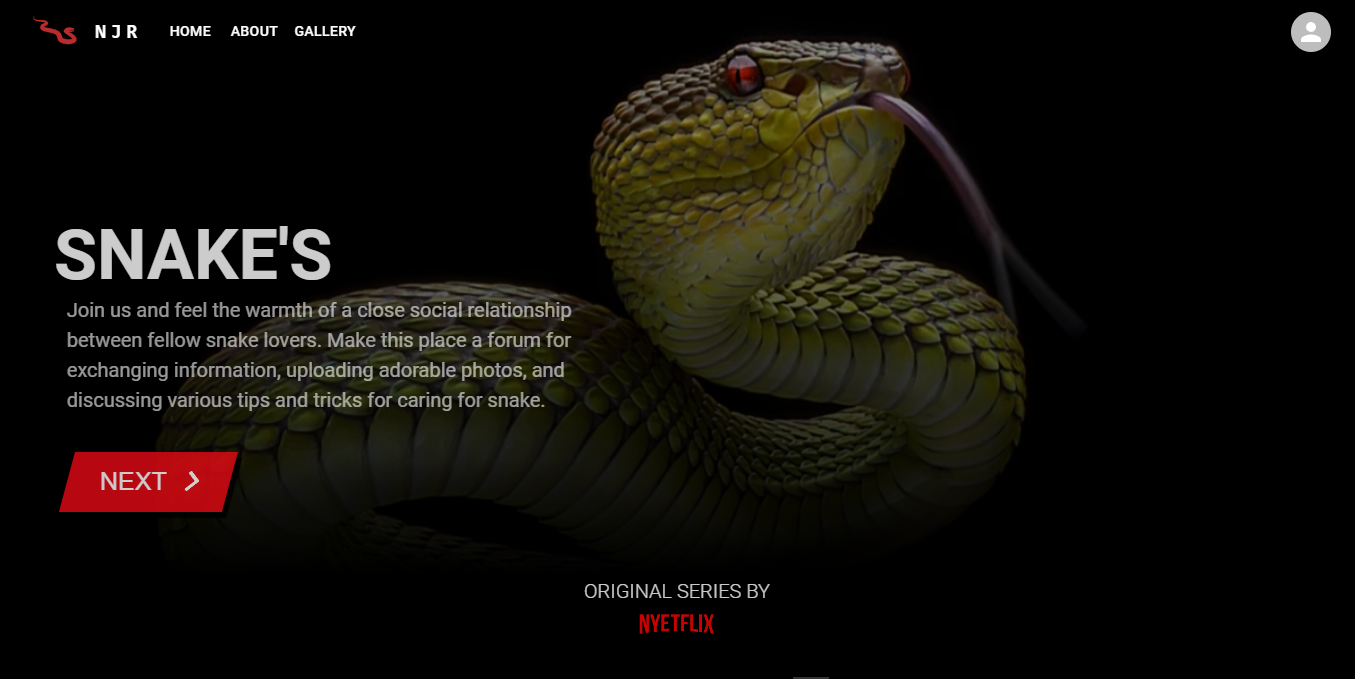 NJR HOME ABOUT GALLERY
SNAKE'S
Join us and feel the warmth of a close social relationship
between fellow snake lovers. Make this place a forum for
exchanging information, uploading adorable photos, and
discussing various tips and tricks for caring for snake.
NEXT
ORIGINAL SERIES BY
NYETFLIX